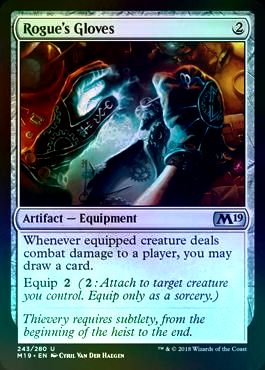 Rogue's Gloves 2
Artifact — Equipment M19
Whenever equipped creature deals
combat damage to a player, you may
draw a card.
Equip 2 (2: Attach to target creature
you control. Equip only as a sorcery.)
Thievery requires subtlety, from the
beginning of the heist to the end.
243/280 U
M19 • EN Cyril Van Der Haegen
™ & © 2018 Wizards of the Coast